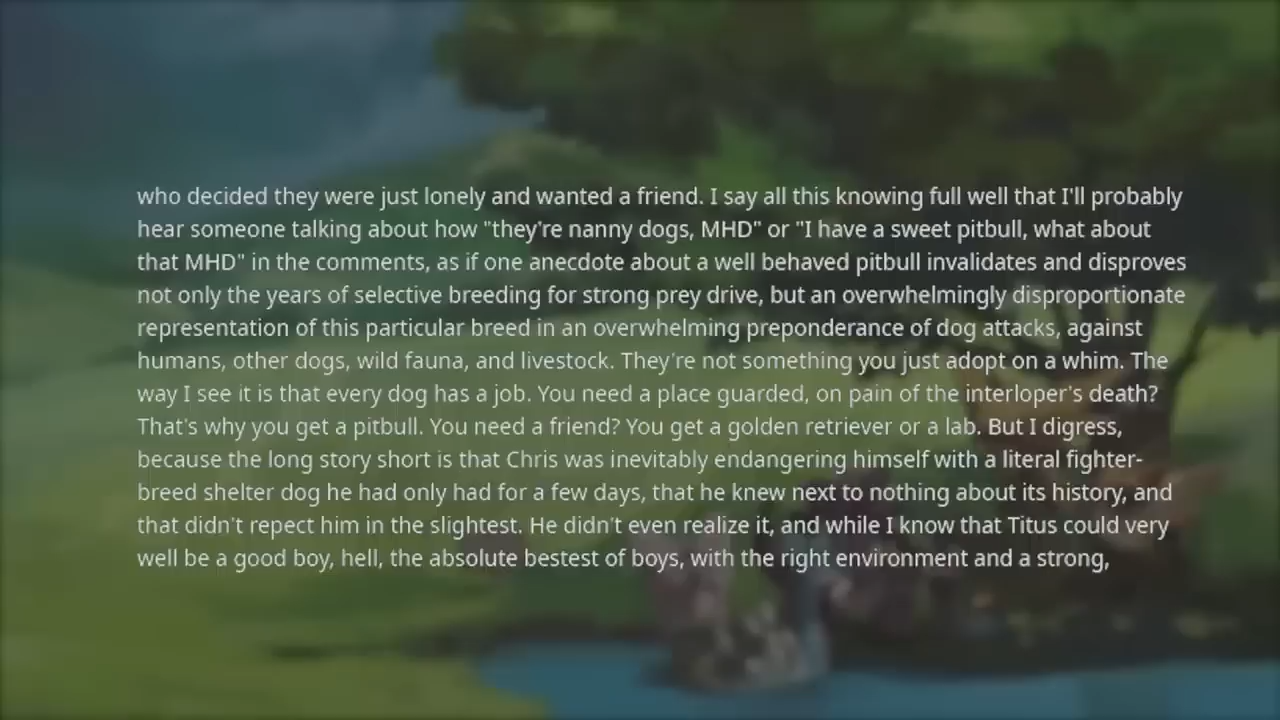 who decided they were just lonely and wanted a friend. I say all this knowing full well that I'll probably
hear someone talking about how "they're nanny dogs, MHD" or "I have a sweet pitbull, what about
that MHD" in the comments, as if one anecdote about a well behaved pitbull invalidates and disproves
not only the years of selective breeding for strong prey drive, but an overwhelmingly disproportionate
representation of this particular breed in an overwhelming preponderance of dog attacks, against
humans, other dogs, wild fauna, and livestock. They're not something you just adopt on a whim. The
way I see it is that every dog has a job. You need a place guarded, on pain of the interloper's death?
That's why you get a pitbull. You need a friend? You get a golden retriever or a lab. But I digress,
because the long story short is that Chris was inevitably endangering himself with a literal fighter-
breed shelter dog he had only had for a few days, that he knew next to nothing about its history, and
that didn't repect him in the slightest. He didn't even realize it, and while I know that Titus could very
well be a good boy, hell, the absolute bestest of boys, with the right environment and a strong,